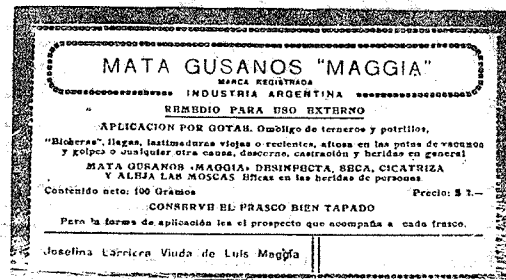 MATA GUSANOS "MAGGIA"
MARCA REGISTRADA
INDUSTRIA ARGENTINA
REMEDIO PARA USO EXTERNO
APLICACION POR GOTAS. Ombligo de terneros y potrillos,
"Bicheras", llagas, lastimaduras viejas o recientes, aftosa en las patas de vacunos
y golpes o cualquier otra causa, descorne, castración y heridas en general
MATA GUSANOS «MAGGIA» DESINFECTA, SECA, CICATRIZA
Y ALEJA LAS MOSCAS Eficaz en las heridas de personas
Contenido neto: 100 Gramos Precio: $ 7.—
CONSERVE EL FRASCO BIEN TAPADO
Para la forma de aplicación lea el prospecto que acompaña a cada frasco.
Josefina Larriera Viuda de Luis Maggia